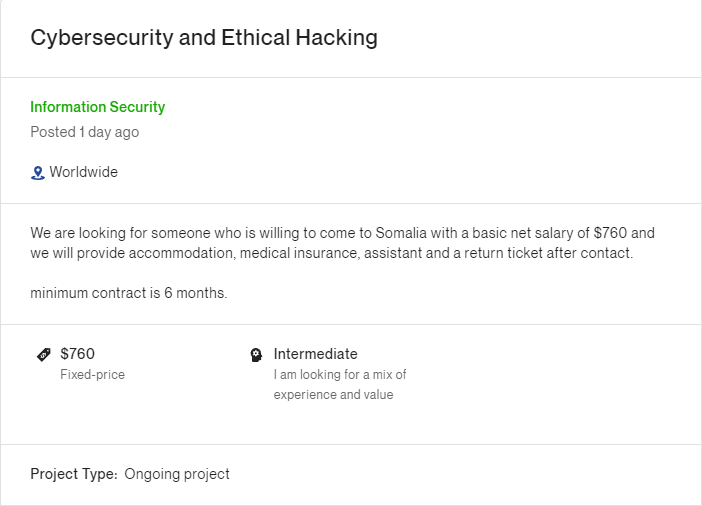 Cybersecurity and Ethical Hacking
Information Security
Posted 1 day ago
Worldwide
We are looking for someone who is willing to come to Somalia with a basic net salary of $760 and
we will provide accommodation, medical insurance, assistant and a return ticket after contact.
minimum contract is 6 months.
$760
Fixed-price
Intermediate
I am looking for a mix of
experience and value
Project Type: Ongoing project